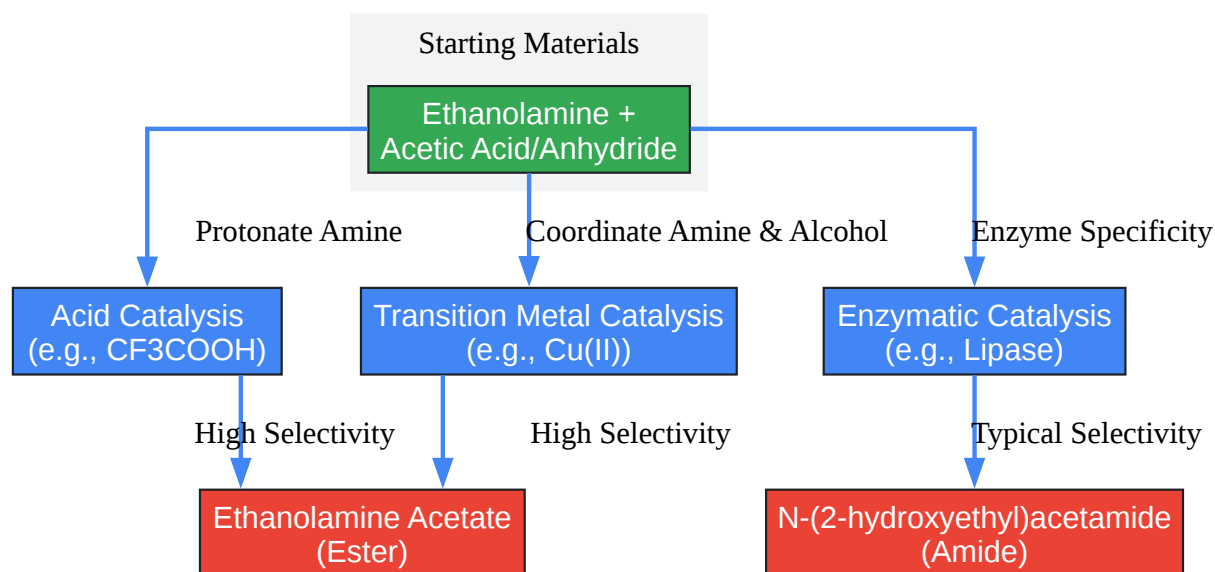 Starting Materials
Ethanolamine +
Acetic Acid/Anhydride
Protonate Amine
Coordinate Amine & Alcohol
Enzyme Specificity
Acid Catalysis
(e.g., CF3COOH)
Transition Metal Catalysis
(e.g., Cu(II))
Enzymatic Catalysis
(e.g., Lipase)
High Selectivity
High Selectivity
Typical Selectivity
Ethanolamine Acetate
(Ester)
N-(2-hydroxyethyl)acetamide
(Amide)